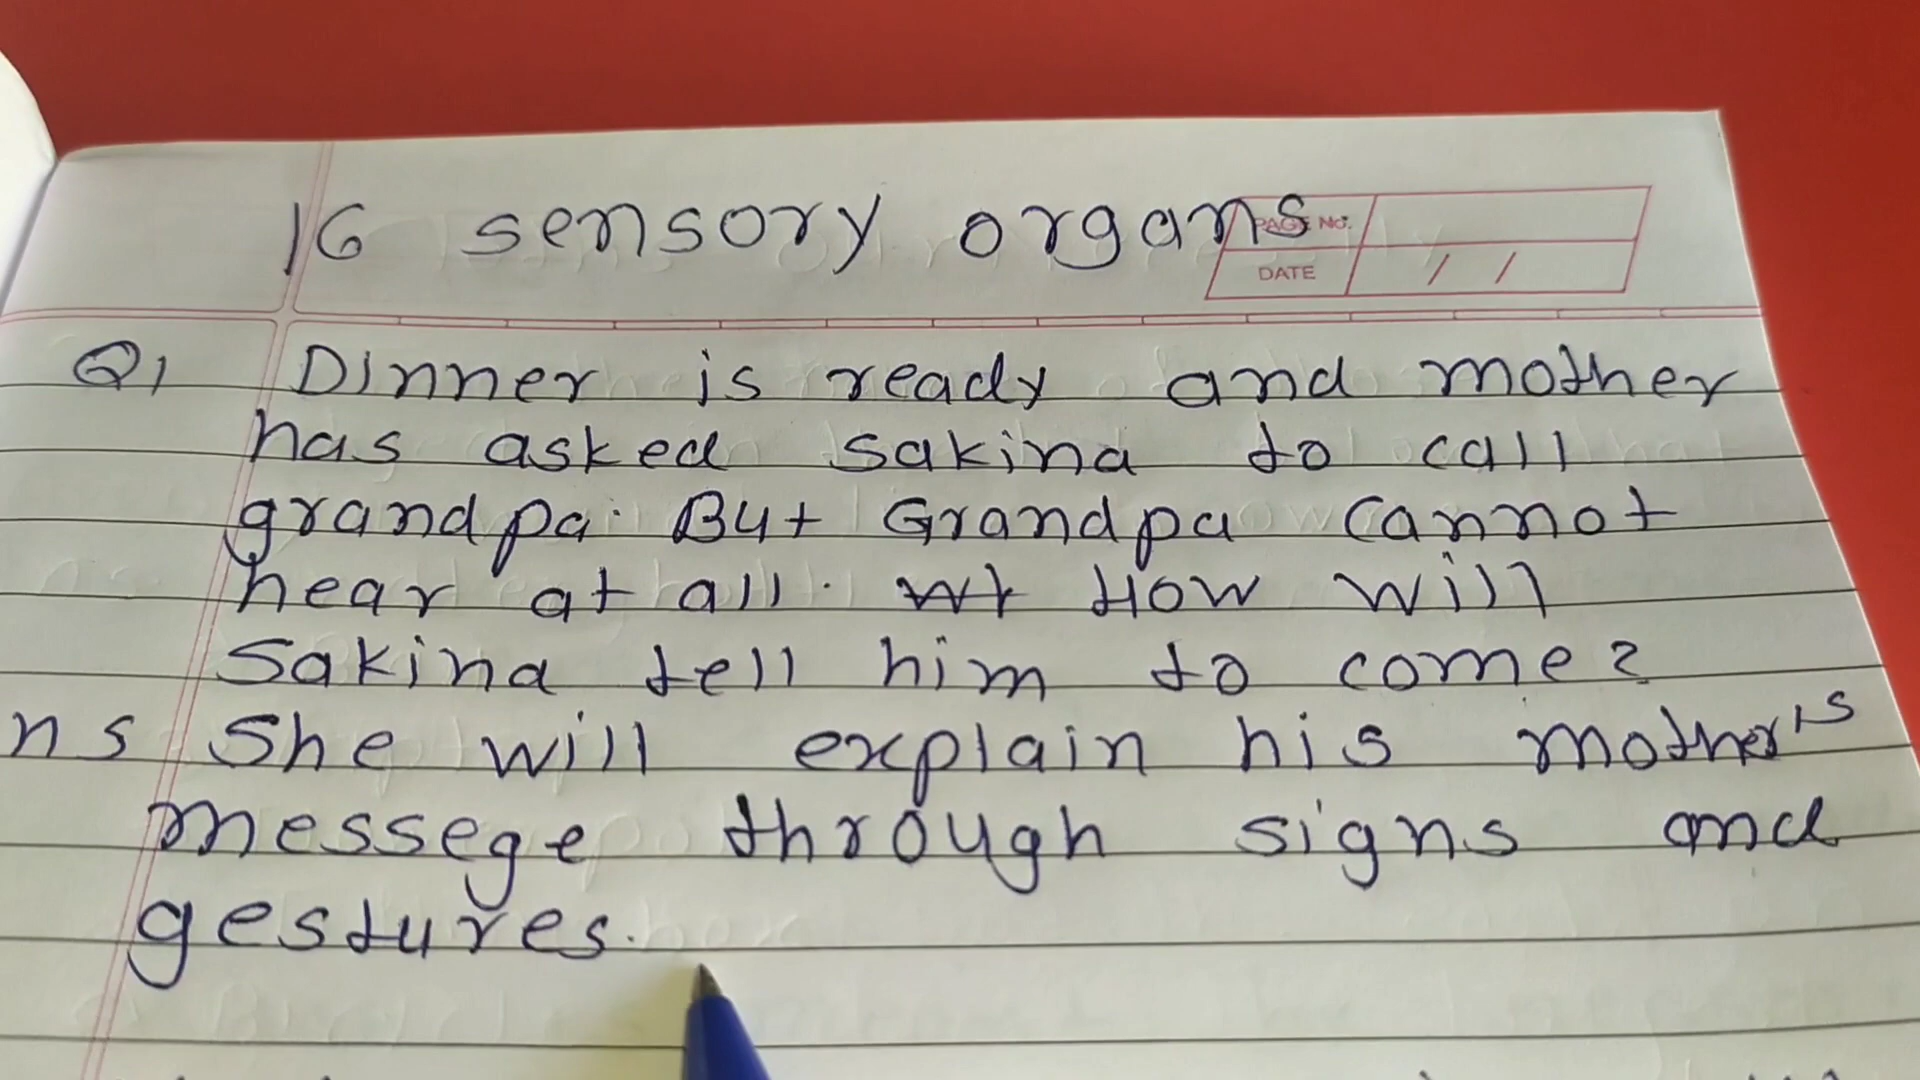 16 sensory organs
PAGE No.
DATE / /
Q1 Dinner is ready and mother
has asked sakina to call
grandpa. But Grandpa cannot
hear at all. How will
Sakina tell him to come?
ns She will explain his mother's
messege through signs and
gestures.